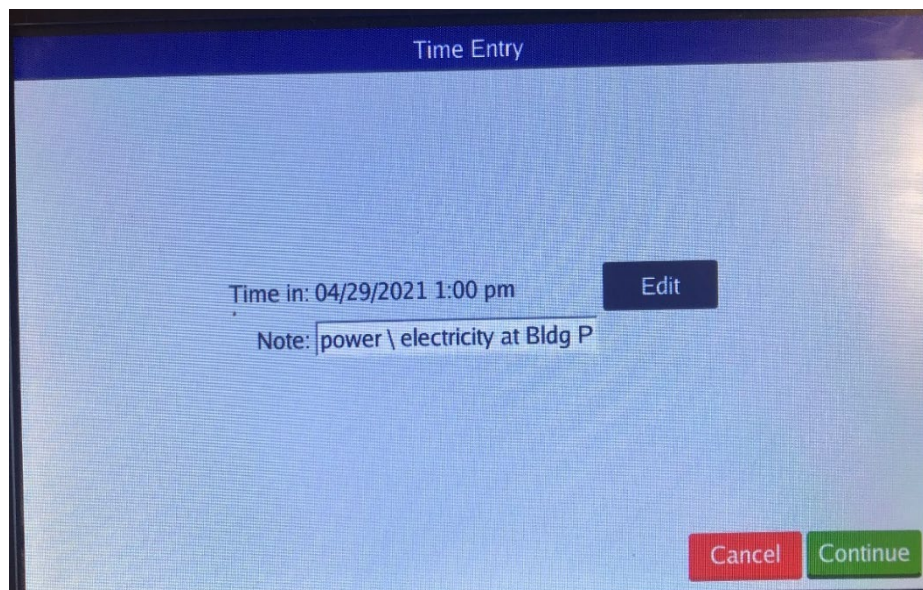 Time Entry
Time in: 04/29/2021 1:00 pm
Edit
Note: power \ electricity at Bldg P
Cancel
Continue